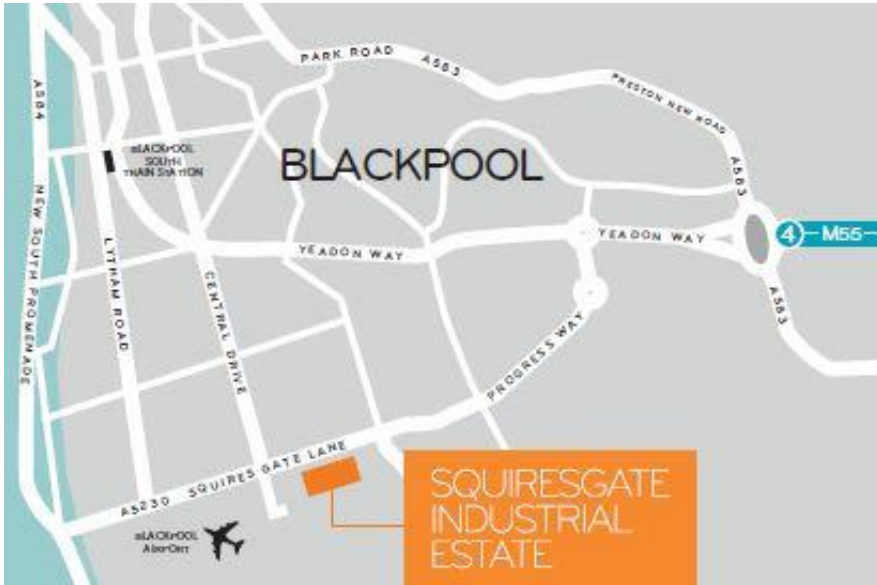 PARK ROAD
A583
PRESTON NEW ROAD
A584
BLACKPOOL
SOUTH
TRAIN STATION
BLACKPOOL
A583
NEW SOUTH PROMENADE
LYTHAM ROAD
YEADON WAY
YEADON WAY
4
M55
CENTRAL DRIVE
A583
PROGRESS WAY
A5230 SQUIRES GATE LANE
BLACKPOOL
AIRPORT
SQUIRESGATE
INDUSTRIAL
ESTATE